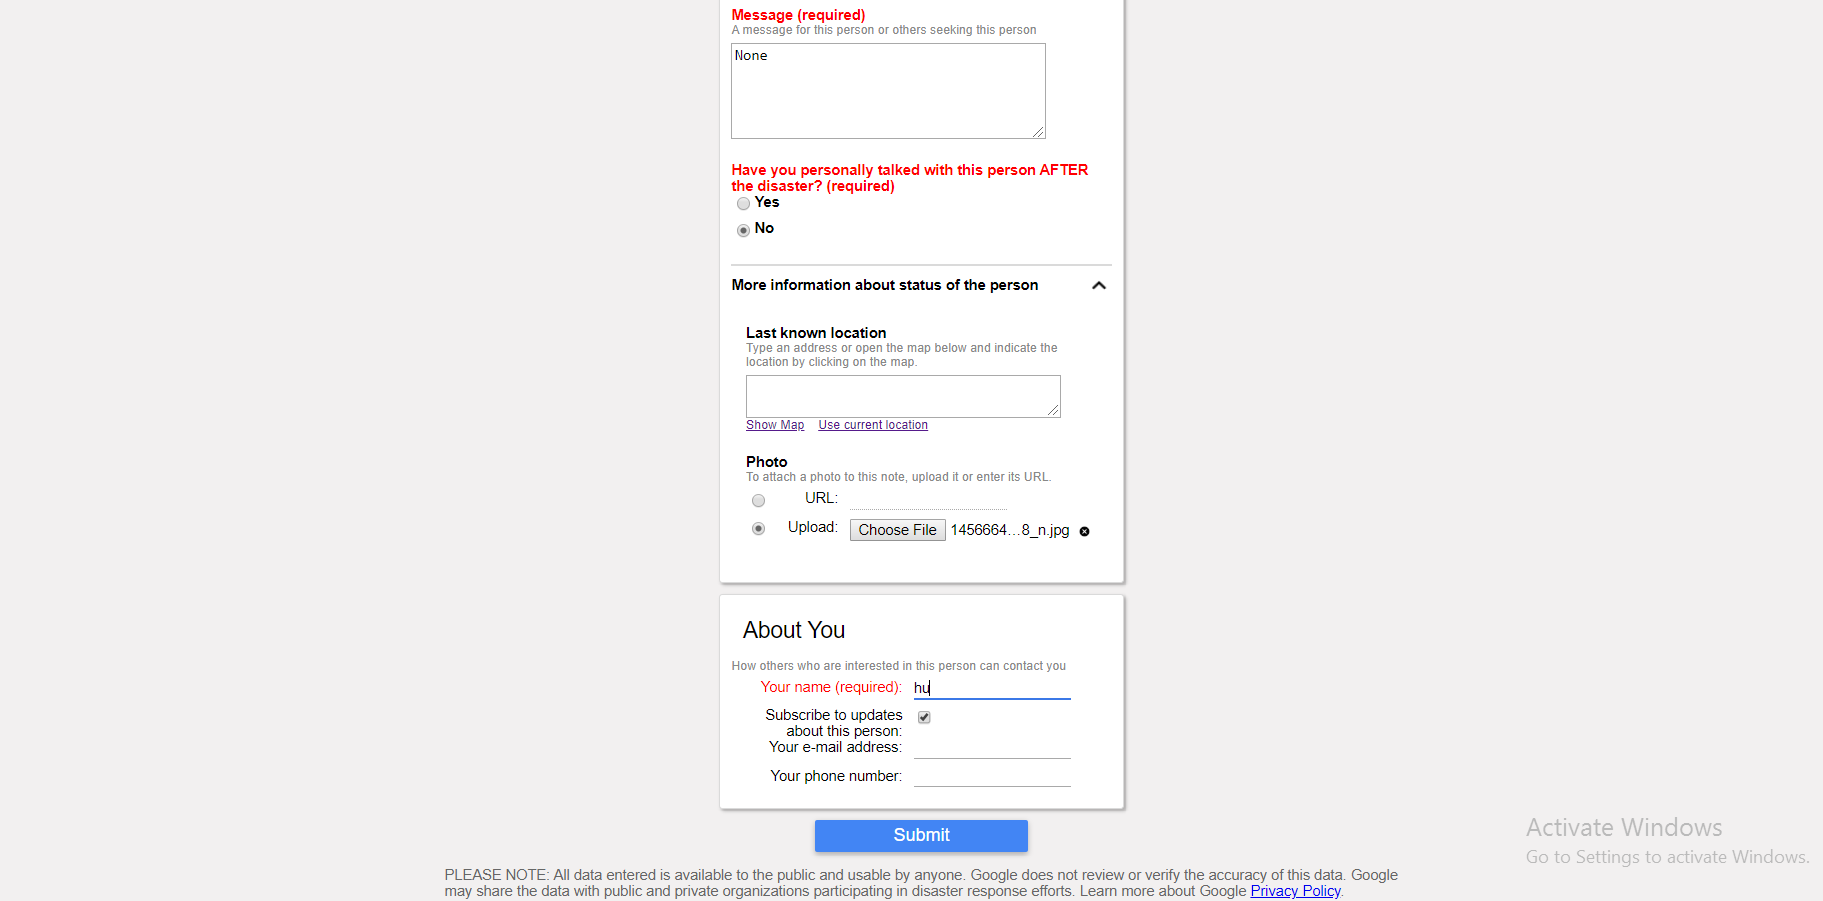 Message (required)
A message for this person or others seeking this person
None
Have you personally talked with this person AFTER
the disaster? (required)
Yes
No
More information about status of the person
Last known location
Type an address or open the map below and indicate the
location by clicking on the map.
Show Map Use current location
Photo
To attach a photo to this note, upload it or enter its URL.
URL:
Upload: Choose File 1456664...8_n.jpg
About You
How others who are interested in this person can contact you
Your name (required): hu
Subscribe to updates
about this person:
Your e-mail address:
Your phone number:
Submit
Activate Windows
Go to Settings to activate Windows.
PLEASE NOTE: All data entered is available to the public and usable by anyone. Google does not review or verify the accuracy of this data. Google
may share the data with public and private organizations participating in disaster response efforts. Learn more about Google Privacy Policy.